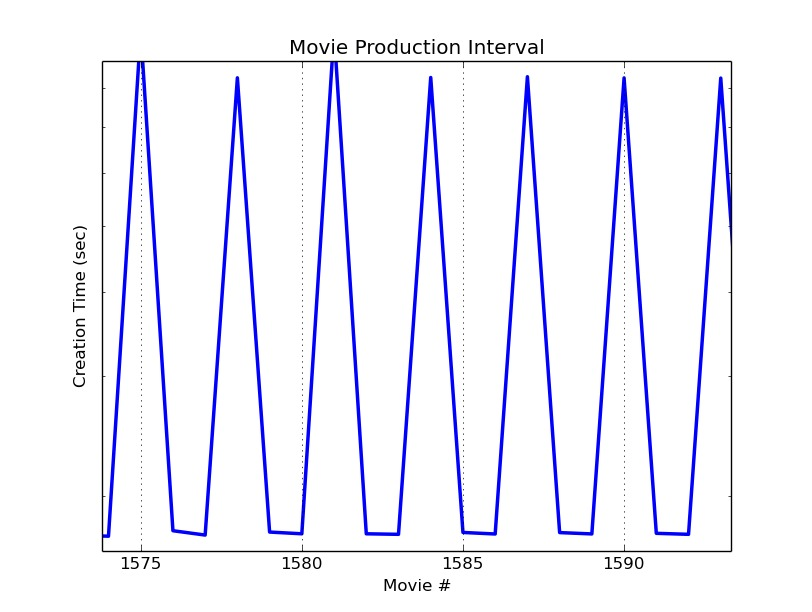 Movie Production Interval
Creation Time (sec)
1575 1580 1585 1590
Movie #